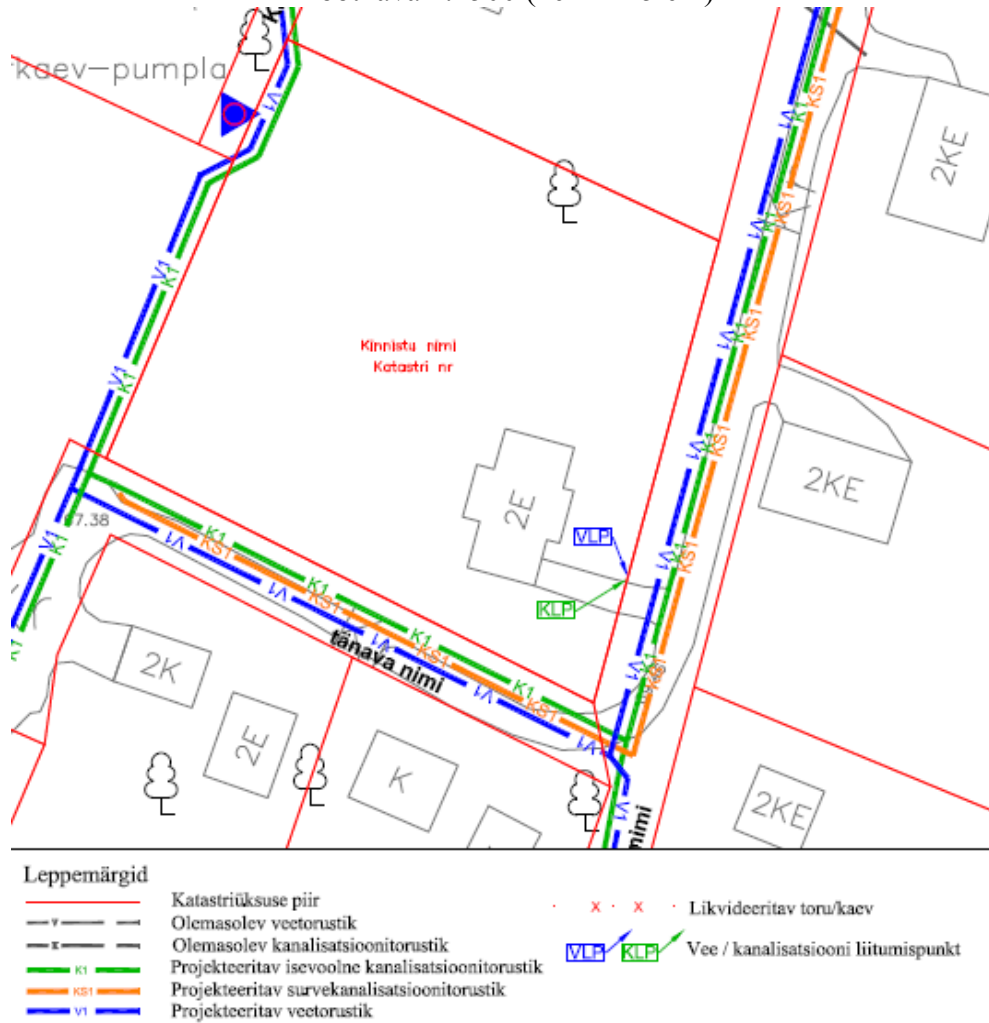 kaev-pumpla
2KE
Kinnistu nimi
Katastri nr
2KE
2E
VLP
KLP
7.38
tänava nimi
2K
2E
K
2KE
nimi
V1
K1
KS1
Leppemärgid
Katastriüksuse piir
Olemasolev veetorustik
Olemasolev kanalisatsioonitorustik
K1 Projekteeritav isevoolne kanalisatsioonitorustik
KS1 Projekteeritav survekanalisatsioonitorustik
V1 Projekteeritav veetorustik
x x Likvideeritav toru/kaev
VLP KLP Vee / kanalisatsiooni liitumispunkt